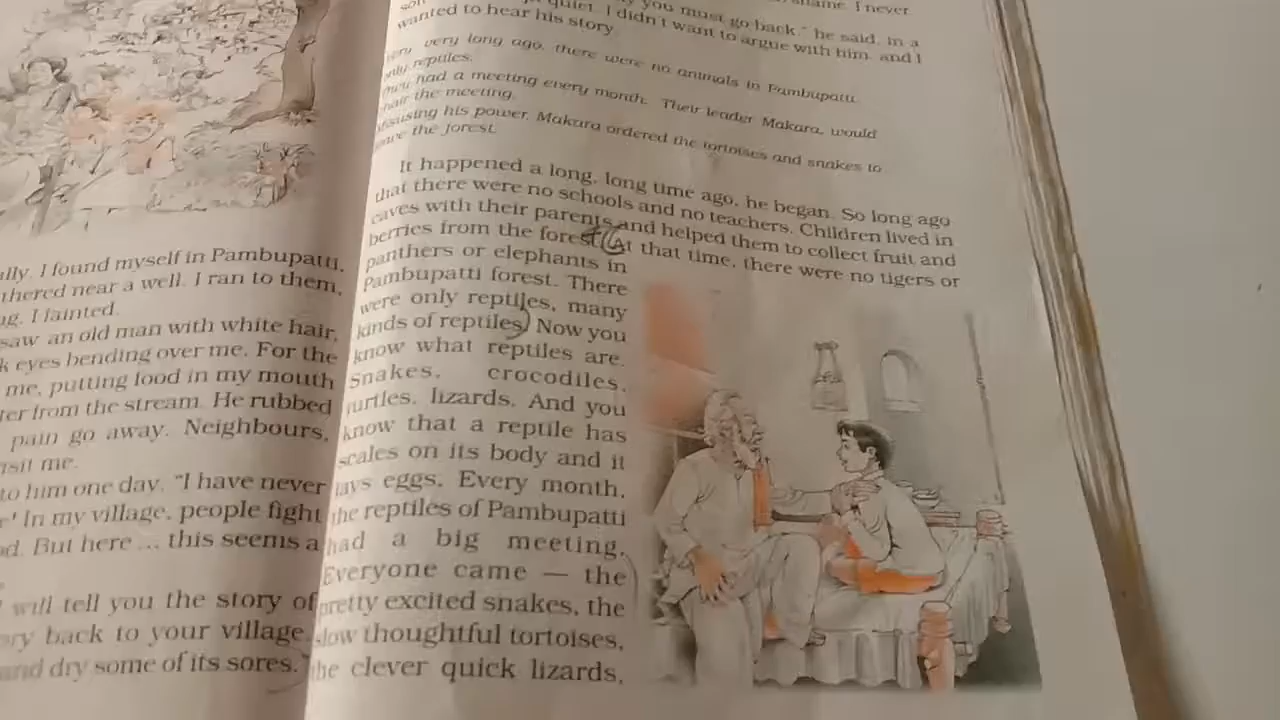 ally. I found myself in Pambupatti,
thered near a well. I ran to them,
ng. I fainted.
saw an old man with white hair,
k eyes bending over me. For the
me, putting food in my mouth
ter from the stream. He rubbed
pain go away. Neighbours,
isit me.
to him one day. "I have never
e! In my village, people fight
od. But here ... this seems a
will tell you the story of
ory back to your village,
and dry some of its sores."
shame. I never
quiet. I didn't want to argue with him, and I
you must go back," he said, in a
wanted to hear his story.
very long ago, there were no animals in Pambupatti
only reptiles.
had a meeting every month. Their leader Makara, would
the meeting.
Misusing his power, Makara ordered the tortoises and snakes to
the forest.
It happened a long, long time ago, he began. So long ago
that there were no schools and no teachers. Children lived in
caves with their parents and helped them to collect fruit and
berries from the forest. At that time, there were no tigers or
panthers or elephants in
Pambupatti forest. There
were only reptiles, many
kinds of reptiles. Now you
know what reptiles are.
Snakes, crocodiles,
turtles, lizards. And you
know that a reptile has
scales on its body and it
lays eggs. Every month,
the reptiles of Pambupatti
had a big meeting.
Everyone came — the
pretty excited snakes, the
slow thoughtful tortoises,
the clever quick lizards,